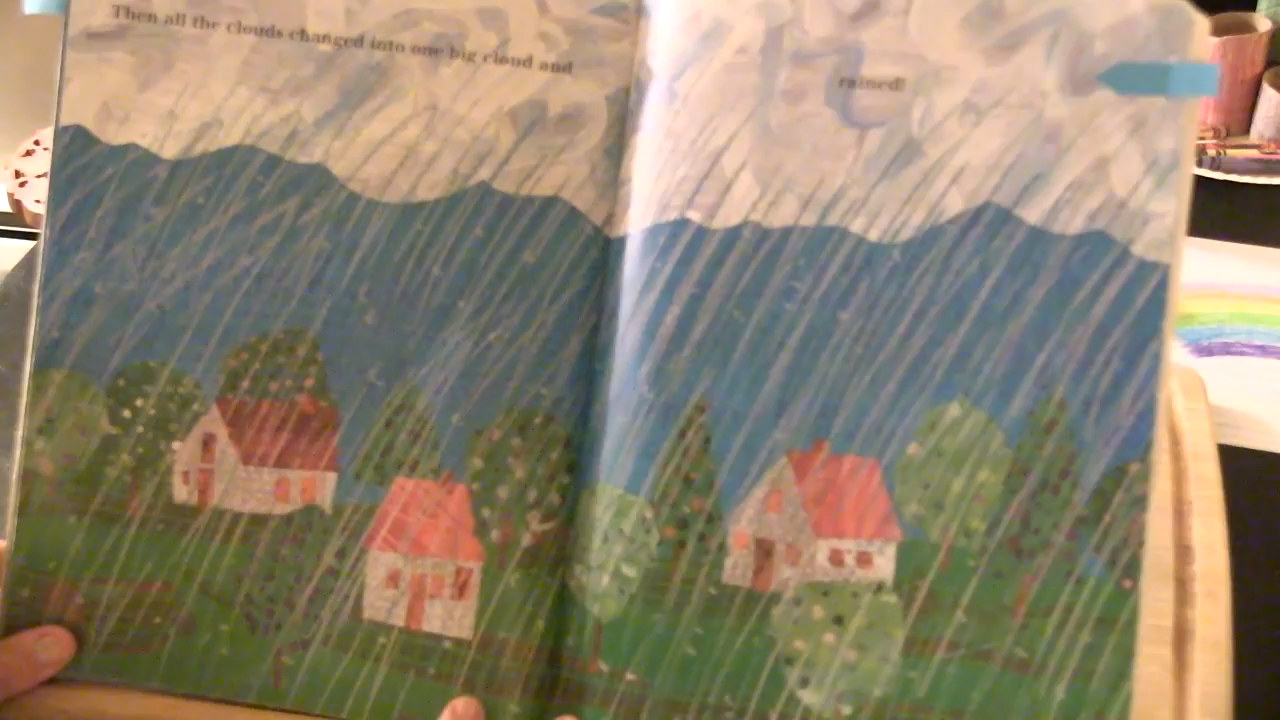 Then all the clouds changed into one big cloud and
rained!